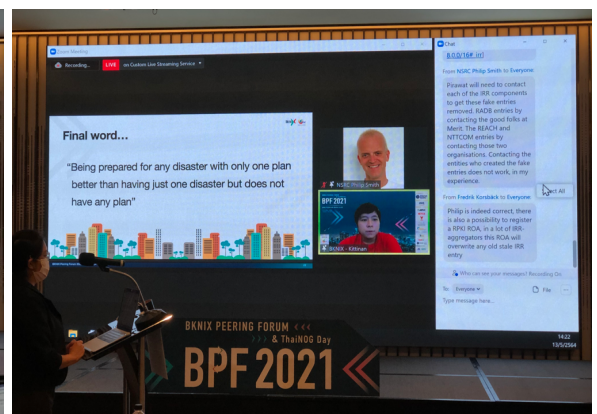 Zoom Meeting
Recording...
LIVE
on Custom Live Streaming Service
Final word...
"Being prepared for any disaster with only one plan
better than having just one disaster but does not
have any plan"
NSRC Philip Smith
BPF 2021
BKNIX - Kittinan
Chat
8.0.0/16#_irr)
From NSRC Philip Smith to Everyone
Pirawat will need to contact
each of the IRR components
to get these fake entries
removed. RADB entries by
contacting the good folks at
Merit. The REACH and
NTTCOM entries by
contacting those two
organisations. Contacting the
entities who created the fake
entries does not work, in my
experience.
From Fredrik Korsbäck to Everyone
Philip is indeed correct, there
is also a possibility to register
a RPKI ROA, in a lot of IRR-
aggregators this ROA will
overwrite any old stale IRR
entry
Who can see your messages? Recording On
To: Everyone
File
Type message here...
14:22
13/5/2564
BKNIX PEERING FORUM <<<
>>> & ThaiNOG Day
BPF 2021